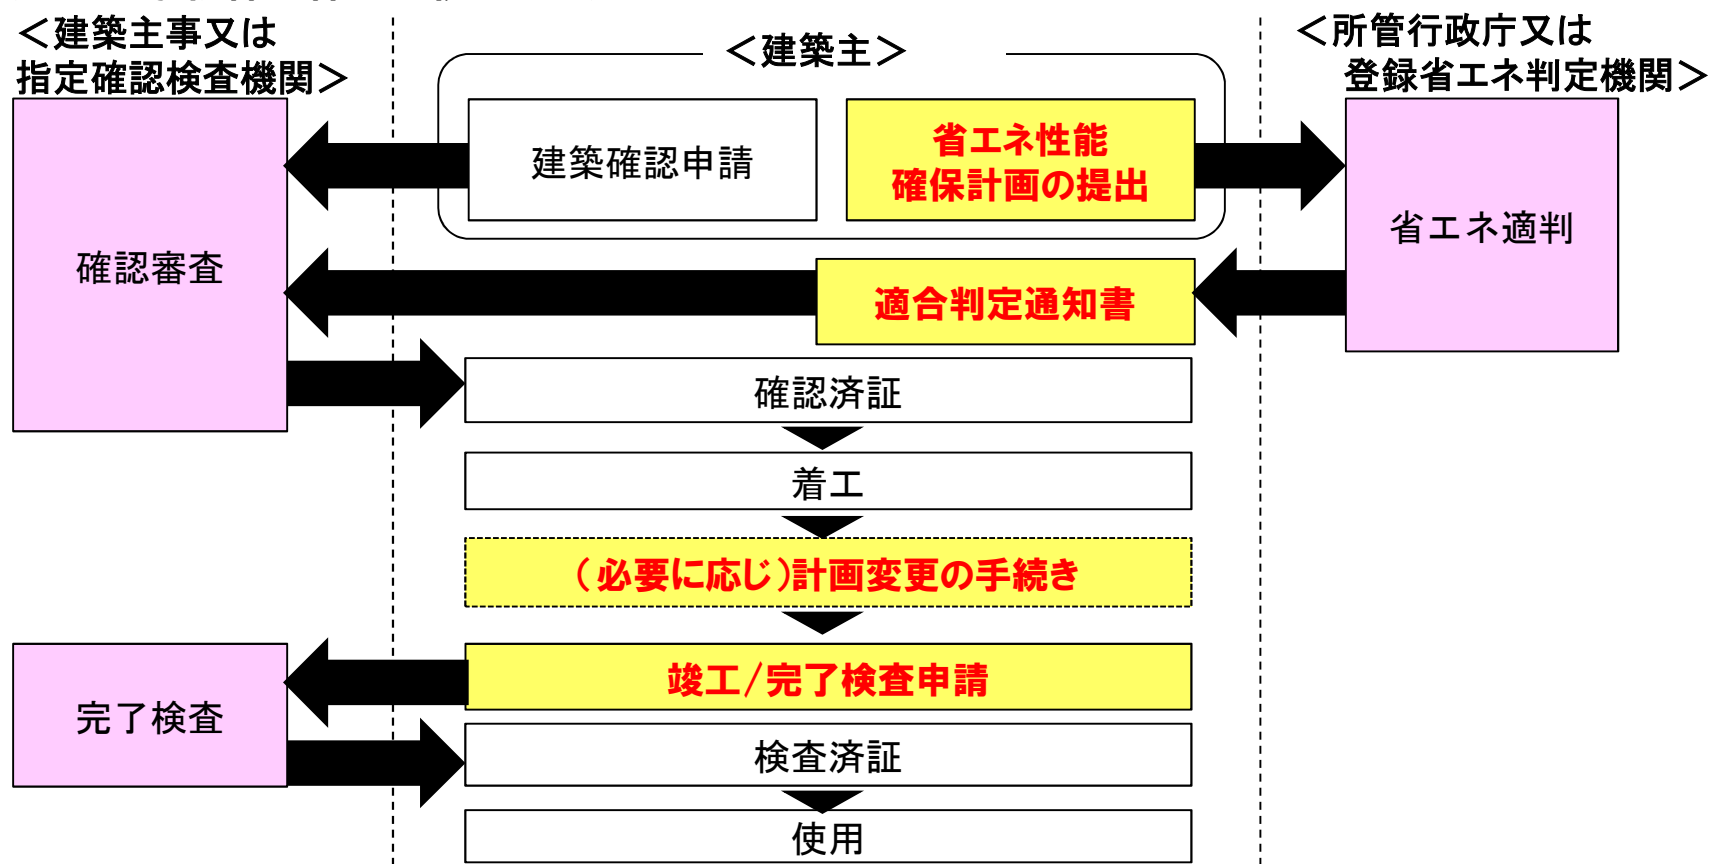 ＜建築主事又は
指定確認検査機関＞
＜建築主＞
＜所管行政庁又は
登録省エネ判定機関＞
建築確認申請
省エネ性能
確保計画の提出
確認審査
省エネ適判
適合判定通知書
確認済証
着工
（必要に応じ）計画変更の手続き
竣工/完了検査申請
完了検査
検査済証
使用